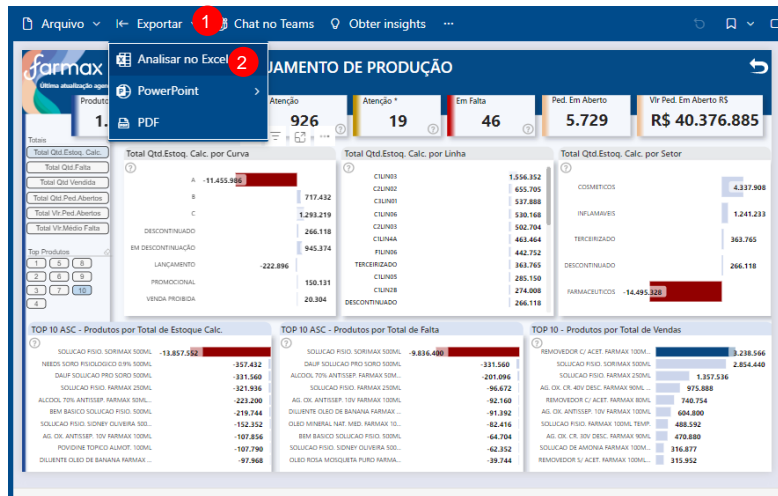 Arquivo
Exportar
1
Chat no Teams
Obter insights
Analisar no Excel
2
PowerPoint
PDF
farmax
Última atualização agen
JAMENTO DE PRODUÇÃO
Produto
1.
Atenção
926
Atenção *
19
Em Falta
46
Ped. Em Aberto
5.729
Vlr Ped. Em Aberto R$
R$ 40.376.885
Totais
Total Qtd.Estoq. Calc.
Total Qtd.Falta
Total Qtd Vendida
Total Qtd.Ped.Abertos
Total Vlr.Ped.Abertos
Total Vlr.Médio Falta
Top Produtos
1 5 8
2 6 9
3 7 10
4
Total Qtd.Estoq. Calc. por Curva
A -11.455.986
B 717.432
C 1.293.219
DESCONTINUADO 266.118
EM DESCONTINUAÇÃO 945.374
LANÇAMENTO -222.896
PROMOCIONAL 150.131
VENDA PROIBIDA 20.304
Total Qtd.Estoq. Calc. por Linha
C1LIN03 1.556.352
C2LIN02 655.705
C3LIN01 537.888
C1LIN06 530.168
C2LIN03 502.704
C1LIN4A 463.464
F1LIN06 442.752
TERCEIRIZADO 363.765
C1LIN05 285.150
C1LIN2B 274.008
DESCONTINUADO 266.118
Total Qtd.Estoq. Calc. por Setor
COSMETICOS 4.337.908
INFLAMAVEIS 1.241.233
TERCEIRIZADO 363.765
DESCONTINUADO 266.118
FARMACEUTICOS -14.495.328
TOP 10 ASC - Produtos por Total de Estoque Calc.
SOLUCAO FISIO. SORIMAX 500ML -13.857.552
NEEDS SORO FISIOLOGICO 0.9% 500ML -357.432
DAUF SOLUCAO PRO SORO 500ML -331.560
SOLUCAO FISIO. FARMAX 250ML -321.936
ALCOOL 70% ANTISSEP. FARMAX 50ML... -223.200
BEM BASICO SOLUCAO FISIO. 500ML -219.744
SOLUCAO FISIO. SIDNEY OLIVEIRA 500... -152.352
AG. OX. ANTISSEP. 10V FARMAX 100ML -107.856
POVIDINE TOPICO ALMOT. 100ML -107.790
DILUENTE OLEO DE BANANA FARMAX ... -97.968
TOP 10 ASC - Produtos por Total de Falta
SOLUCAO FISIO. SORIMAX 500ML -9.836.400
DAUF SOLUCAO PRO SORO 500ML -331.560
ALCOOL 70% ANTISSEP. FARMAX 50M... -201.096
SOLUCAO FISIO. FARMAX 250ML -96.672
AG. OX. ANTISSEP. 10V FARMAX 100ML -92.160
DILUENTE OLEO DE BANANA FARMAX ... -91.392
OLEO MINERAL NAT. MED. FARMAX 10... -82.416
BEM BASICO SOLUCAO FISIO. 500ML -64.704
SOLUCAO FISIO. SIDNEY OLIVEIRA 500... -62.352
OLEO ROSA MOSQUETA PURO FARMA... -39.744
TOP 10 - Produtos por Total de Vendas
REMOVEDOR C/ ACET. FARMAX 100M... 3.238.566
SOLUCAO FISIO. SORIMAX 500ML 2.854.440
SOLUCAO FISIO. FARMAX 250ML 1.357.536
AG. OX. CR. 40V DESC. FARMAX 90ML ... 975.888
REMOVEDOR C/ ACET. FARMAX 80ML 740.754
AG. OX. ANTISSEP. 10V FARMAX 100ML 604.800
SOLUCAO FISIO. FARMAX 100ML TEMP. 488.592
AG. OX. CR. 30V DESC. FARMAX 90ML 470.880
SOLUCAO DE AMONIA FARMAX 100ML 316.877
REMOVEDOR S/ ACET. FARMAX 100ML... 315.952